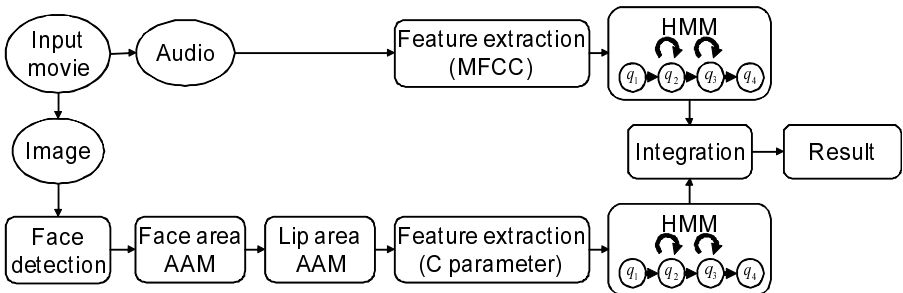 Input
movie
Audio
Feature extraction
(MFCC)
HMM
q1 q2 q3 q4
Image
Integration
Result
Face
detection
Face area
AAM
Lip area
AAM
Feature extraction
(C parameter)
HMM
q1 q2 q3 q4